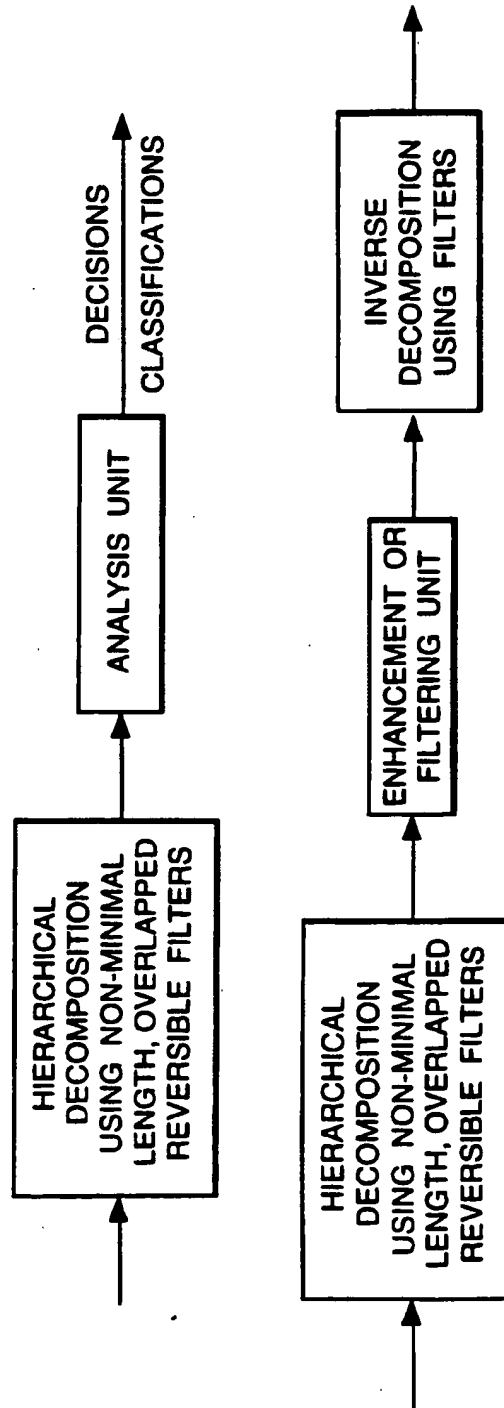 HIERARCHICAL
DECOMPOSITION
USING NON-MINIMAL
LENGTH, OVERLAPPED
REVERSIBLE FILTERS
ANALYSIS UNIT
DECISIONS
CLASSIFICATIONS
HIERARCHICAL
DECOMPOSITION
USING NON-MINIMAL
LENGTH, OVERLAPPED
REVERSIBLE FILTERS
ENHANCEMENT OR
FILTERING UNIT
INVERSE
DECOMPOSITION
USING FILTERS